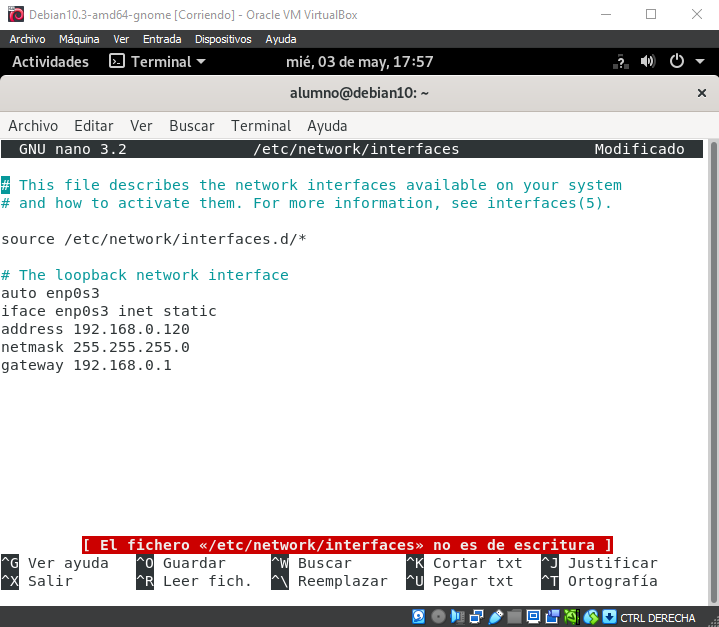 Debian10.3-amd64-gnome [Corriendo] - Oracle VM VirtualBox
Archivo Máquina Ver Entrada Dispositivos Ayuda
Actividades Terminal mié, 03 de may, 17:57 ?
alumno@debian10: ~
Archivo Editar Ver Buscar Terminal Ayuda
GNU nano 3.2 /etc/network/interfaces Modificado
# This file describes the network interfaces available on your system
# and how to activate them. For more information, see interfaces(5).
source /etc/network/interfaces.d/*
# The loopback network interface
auto enp0s3
iface enp0s3 inet static
address 192.168.0.120
netmask 255.255.255.0
gateway 192.168.0.1
[ El fichero «/etc/network/interfaces» no es de escritura ]
^G Ver ayuda ^O Guardar ^W Buscar ^K Cortar txt ^J Justificar
^X Salir ^R Leer fich. ^\ Reemplazar ^U Pegar txt ^T Ortografía
CTRL DERECHA